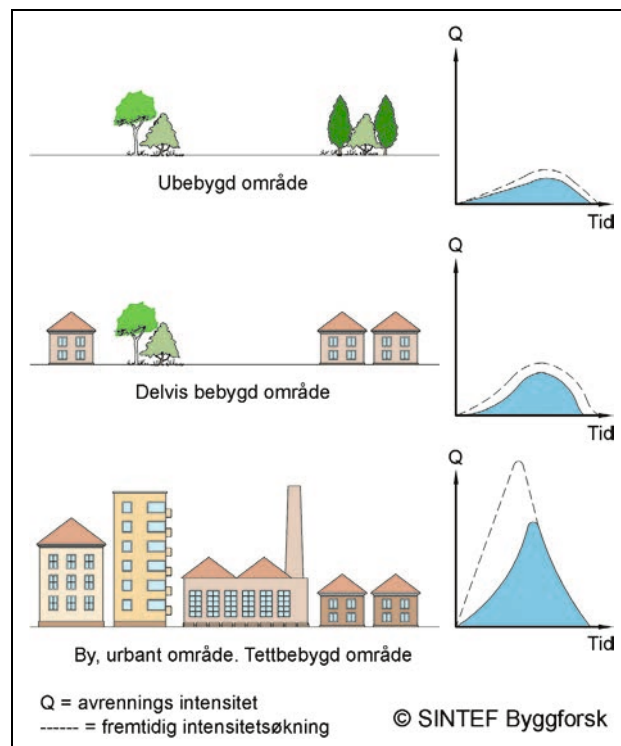 Q
Ubebygd område
Tid
Q
Delvis bebygd område
Tid
Q
By, urbant område. Tettbebygd område
Tid
Q = avrennings intensitet
------ = fremtidig intensitetsøkning
© SINTEF Byggforsk